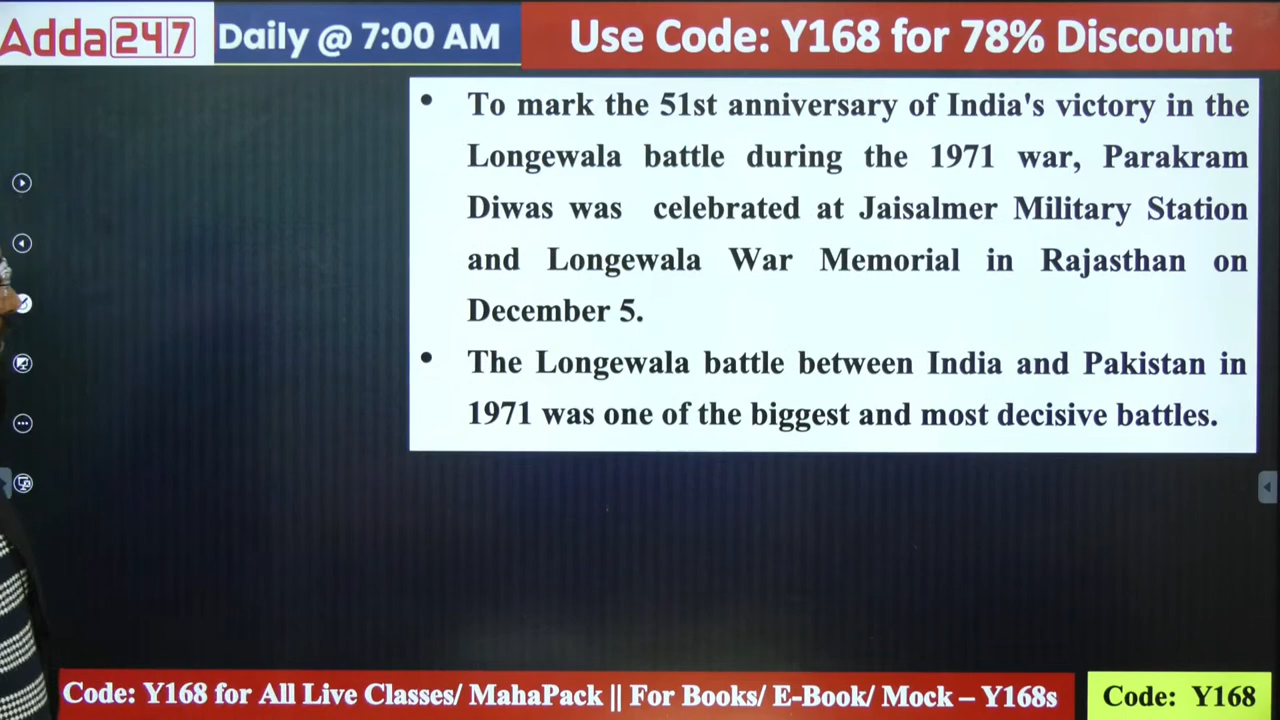 Adda247
Daily @ 7:00 AM
Use Code: Y168 for 78% Discount
• To mark the 51st anniversary of India's victory in the
Longewala battle during the 1971 war, Parakram
Diwas was celebrated at Jaisalmer Military Station
and Longewala War Memorial in Rajasthan on
December 5.
• The Longewala battle between India and Pakistan in
1971 was one of the biggest and most decisive battles.
Code: Y168 for All Live Classes/ MahaPack || For Books/ E-Book/ Mock – Y168s
Code: Y168